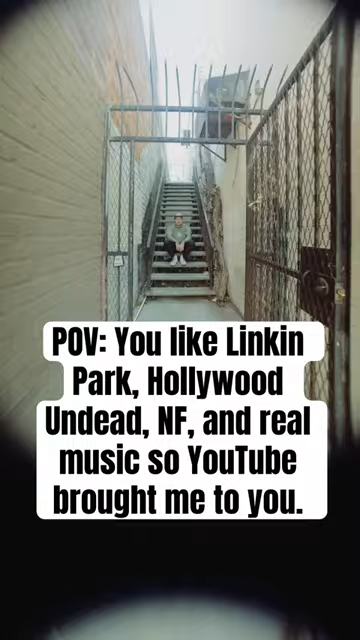 POV: You like Linkin
Park, Hollywood
Undead, NF, and real
music so YouTube
brought me to you.